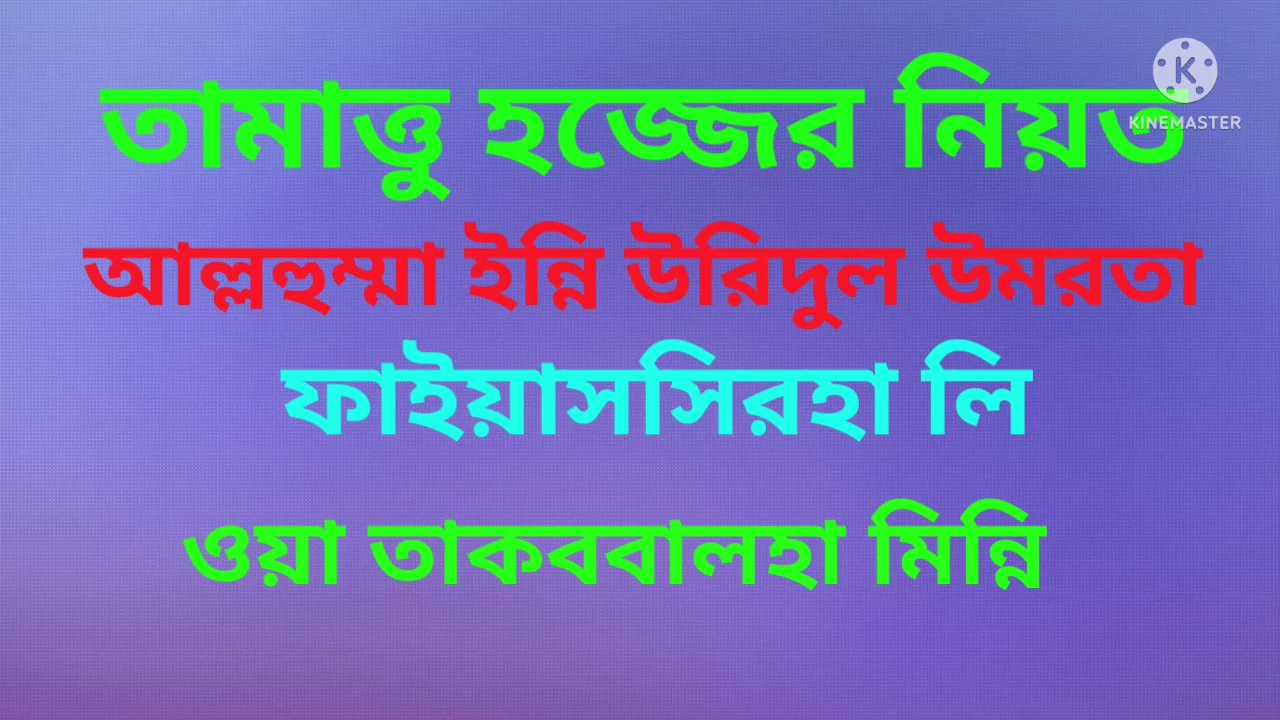 তামাত্তু হজ্জের নিয়ত
KINEMASTER
আল্লহুম্মা ইন্নি উরিদুল উমরতা
ফাইয়াসসিরহা লি
ওয়া তাকববালহা মিন্নি